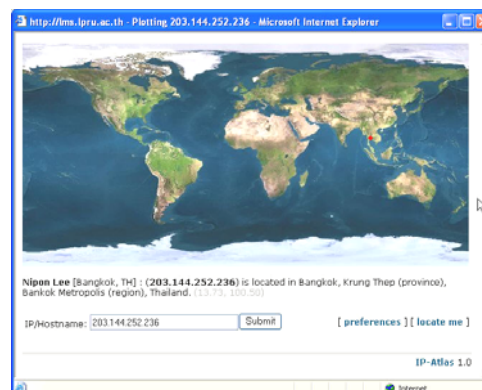 http://lms.lpru.ac.th - Plotting 203.144.252.236 - Microsoft Internet Explorer
Nipon Lee [Bangkok, TH] : (203.144.252.236) is located in Bangkok, Krung Thep (province),
Bankok Metropolis (region), Thailand. (13.73, 100.50)
IP/Hostname: 203.144.252.236 Submit [ preferences ] [ locate me ]
IP-Atlas 1.0
Internet